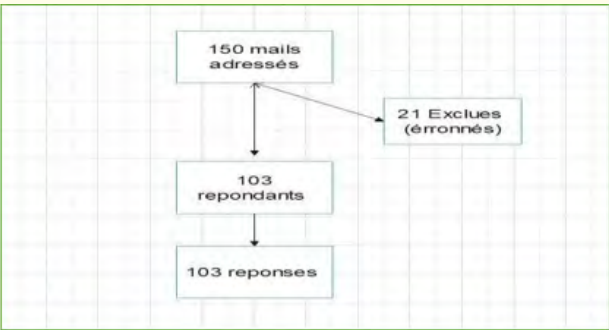 150 mails
adressés
21 Exclues
(érronnés)
103
repondants
103 reponses